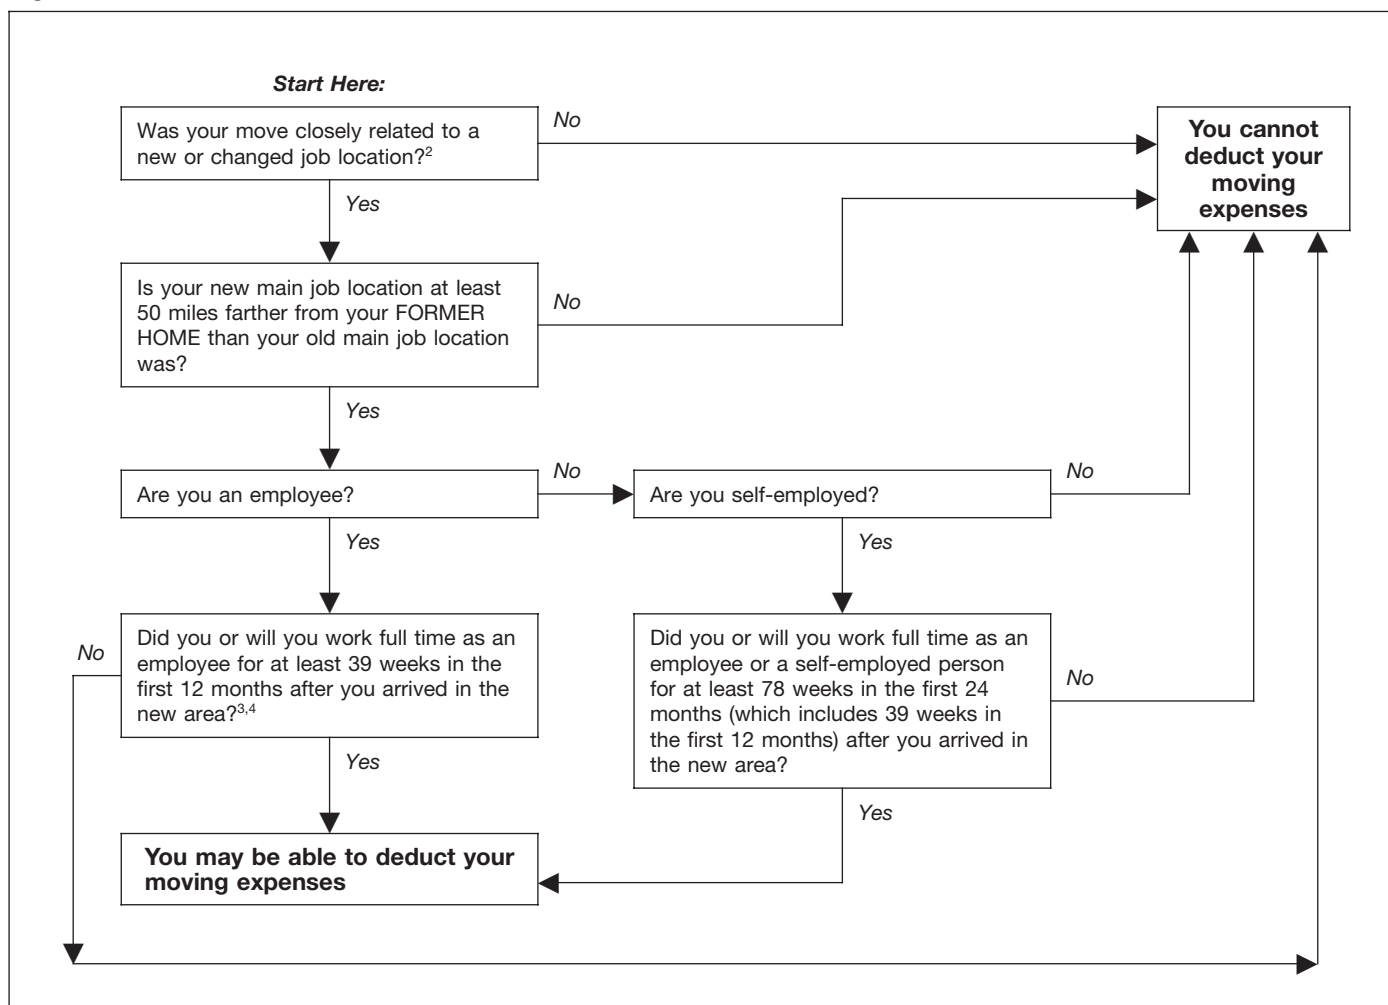 Start Here:
Was your move closely related to a
new or changed job location?2
No
You cannot
deduct your
moving
expenses
Yes
Is your new main job location at least
50 miles farther from your FORMER
HOME than your old main job location
was?
No
Yes
Are you an employee?
No
Are you self-employed?
No
Yes
Yes
No
Did you or will you work full time as an
employee for at least 39 weeks in the
first 12 months after you arrived in the
new area?3,4
Did you or will you work full time as an
employee or a self-employed person
for at least 78 weeks in the first 24
months (which includes 39 weeks in
the first 12 months) after you arrived in
the new area?
No
Yes
Yes
You may be able to deduct your
moving expenses